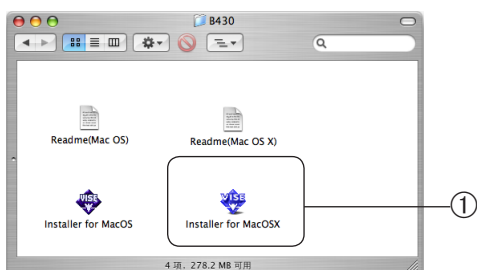 B430
Readme(Mac OS)
Readme(Mac OS X)
VISE
VISE
Installer for MacOS
Installer for MacOSX
①
4 項，278.2 MB 可用